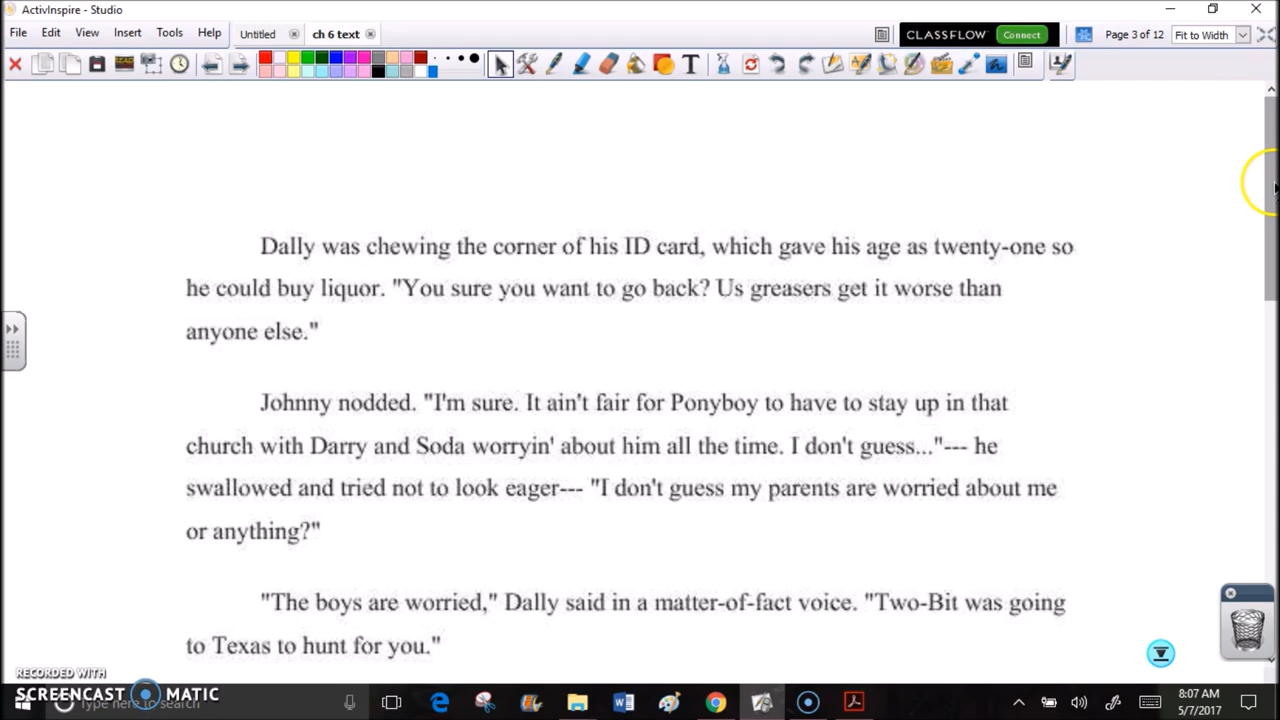 ActivInspire - Studio
File Edit View Insert Tools Help
Untitled
ch 6 text
CLASSFLOW Connect
Page 3 of 12
Fit to Width
Dally was chewing the corner of his ID card, which gave his age as twenty-one so
he could buy liquor. "You sure you want to go back? Us greasers get it worse than
anyone else."
Johnny nodded. "I'm sure. It ain't fair for Ponyboy to have to stay up in that
church with Darry and Soda worryin' about him all the time. I don't guess..."--- he
swallowed and tried not to look eager--- "I don't guess my parents are worried about me
or anything?"
"The boys are worried," Dally said in a matter-of-fact voice. "Two-Bit was going
to Texas to hunt for you."
RECORDED WITH
SCREENCAST MATIC
Type here to search
8:07 AM
5/7/2017